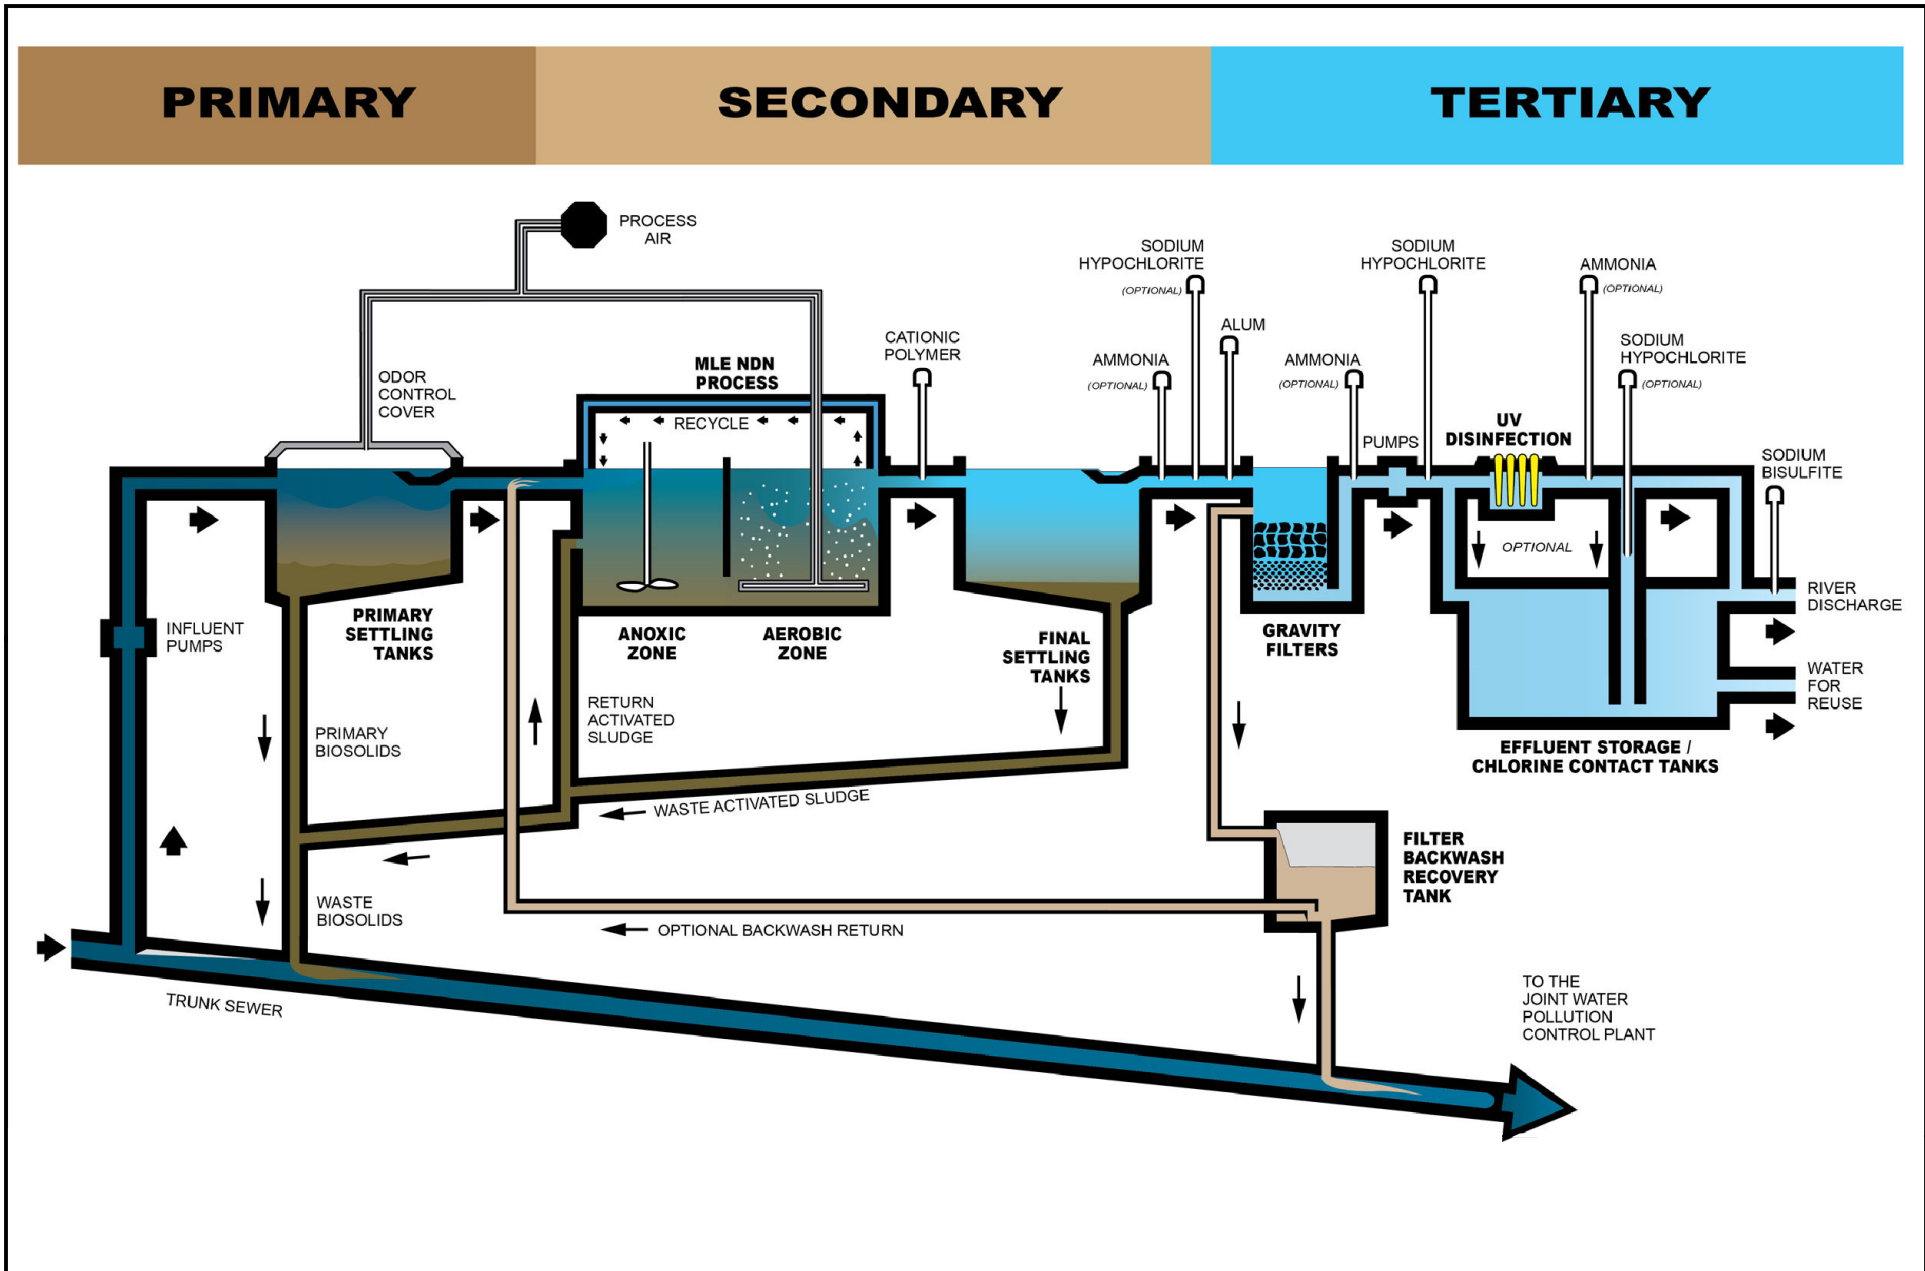 PRIMARY
SECONDARY
TERTIARY
PROCESS
AIR
ODOR
CONTROL
COVER
MLE NDN
PROCESS
RECYCLE
CATIONIC
POLYMER
AMMONIA
(OPTIONAL)
SODIUM
HYPOCHLORITE
(OPTIONAL)
ALUM
AMMONIA
(OPTIONAL)
PUMPS
SODIUM
HYPOCHLORITE
UV
DISINFECTION
AMMONIA
(OPTIONAL)
SODIUM
HYPOCHLORITE
(OPTIONAL)
SODIUM
BISULFITE
OPTIONAL
RIVER
DISCHARGE
WATER
FOR
REUSE
INFLUENT
PUMPS
PRIMARY
SETTLING
TANKS
ANOXIC
ZONE
AEROBIC
ZONE
FINAL
SETTLING
TANKS
GRAVITY
FILTERS
EFFLUENT STORAGE /
CHLORINE CONTACT TANKS
PRIMARY
BIOSOLIDS
RETURN
ACTIVATED
SLUDGE
WASTE ACTIVATED SLUDGE
FILTER
BACKWASH
RECOVERY
TANK
WASTE
BIOSOLIDS
OPTIONAL BACKWASH RETURN
TRUNK SEWER
TO THE
JOINT WATER
POLLUTION
CONTROL PLANT